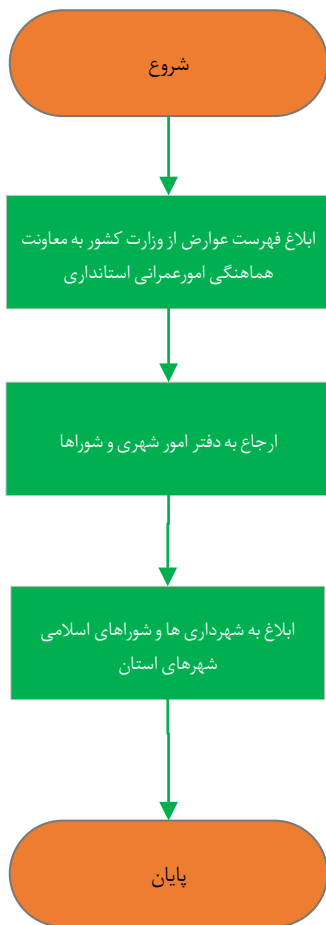 شروع
ابلاغ فهرست عوارض از وزارت کشور به معاونت
هماهنگی امورعمرانی استانداری
ارجاع به دفتر امور شهری و شوراها
ابلاغ به شهرداری ها و شوراهای اسلامی
شهرهای استان
پایان